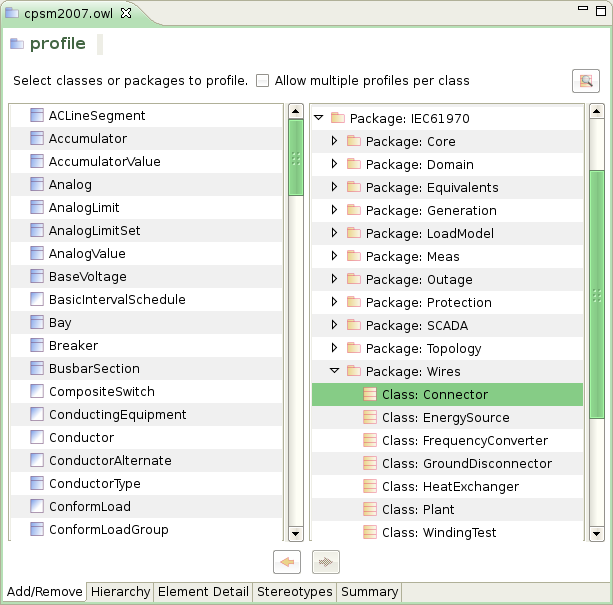 cpsm2007.owl
profile
Select classes or packages to profile. Allow multiple profiles per class
ACLineSegment
Accumulator
AccumulatorValue
Analog
AnalogLimit
AnalogLimitSet
AnalogValue
BaseVoltage
BasicIntervalSchedule
Bay
Breaker
BusbarSection
CompositeSwitch
ConductingEquipment
Conductor
ConductorAlternate
ConductorType
ConformLoad
ConformLoadGroup
Package: IEC61970
Package: Core
Package: Domain
Package: Equivalents
Package: Generation
Package: LoadModel
Package: Meas
Package: Outage
Package: Protection
Package: SCADA
Package: Topology
Package: Wires
Class: Connector
Class: EnergySource
Class: FrequencyConverter
Class: GroundDisconnector
Class: HeatExchanger
Class: Plant
Class: WindingTest
Add/Remove Hierarchy Element Detail Stereotypes Summary